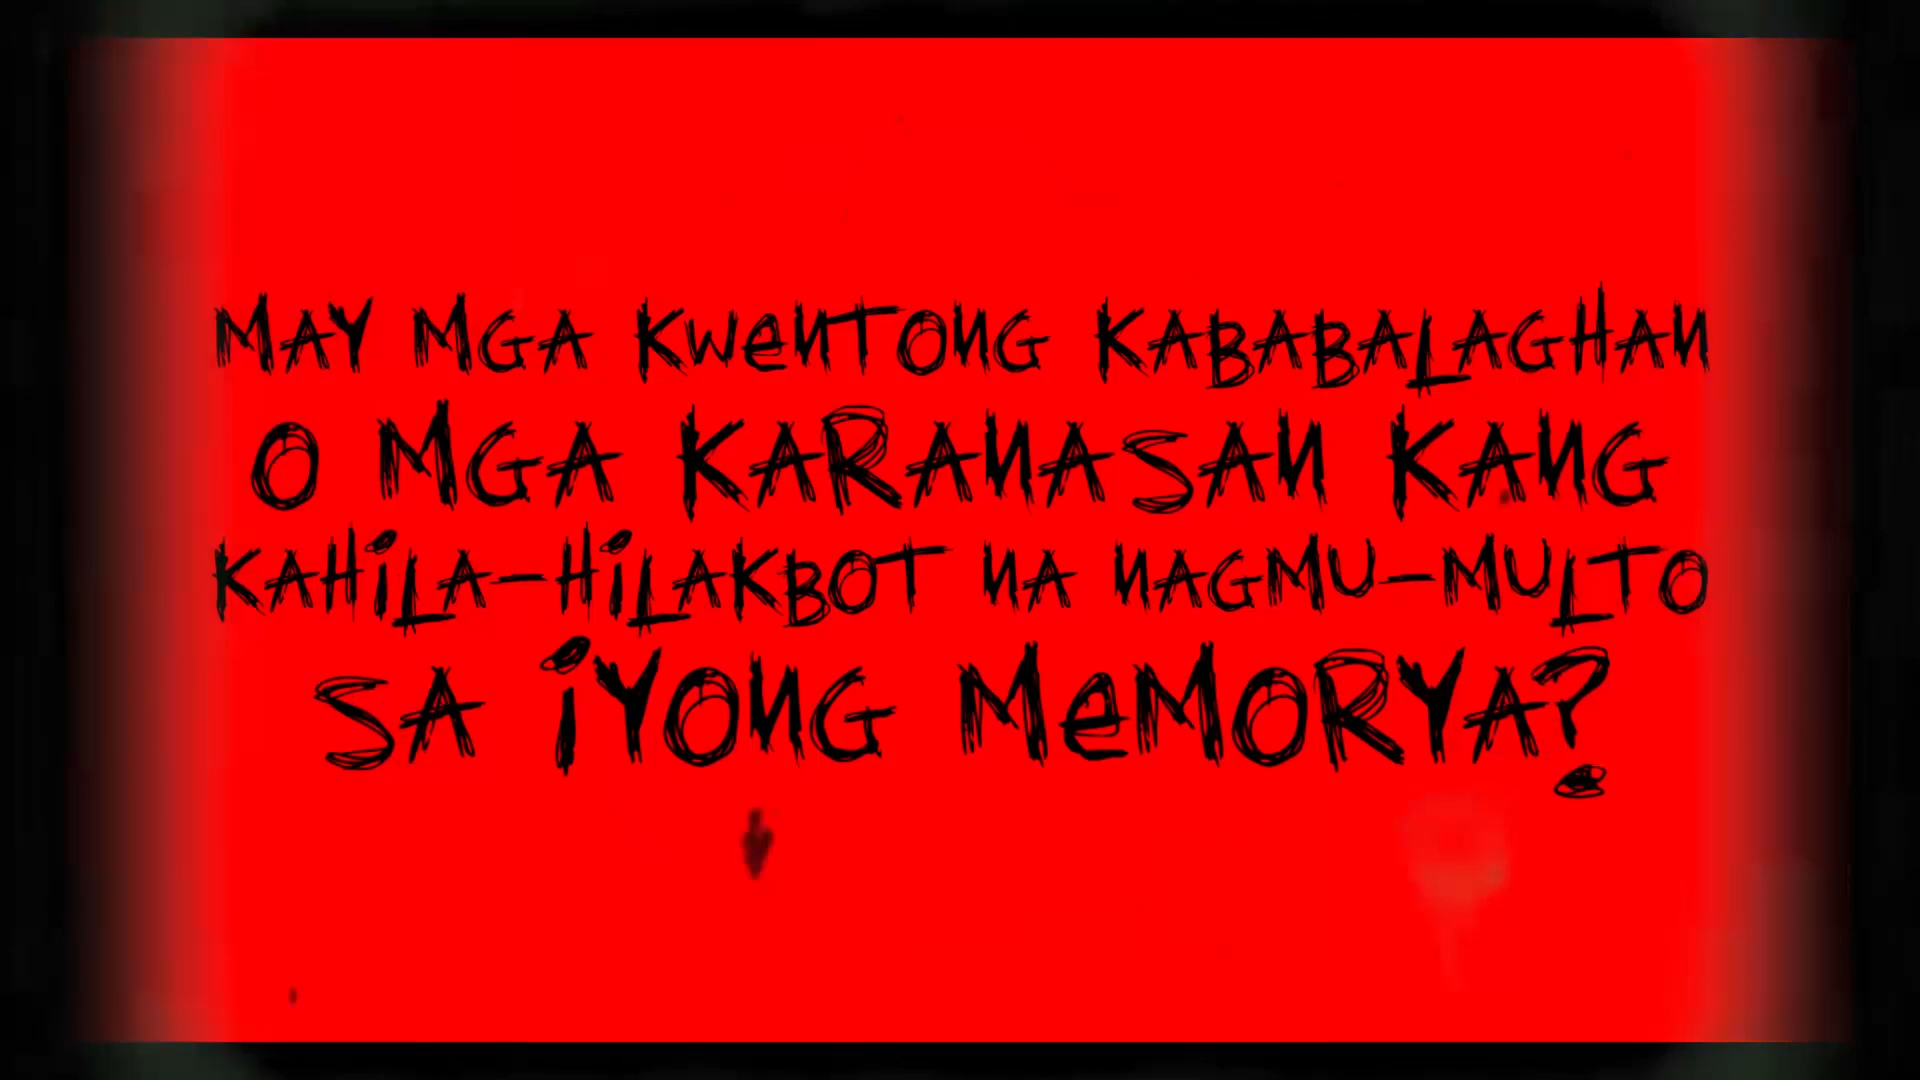 MAY MGA KWENTONG KABABALAGHAN
O MGA KARANASAN KANG
KAHILA-HILAKBOT NA NAGMU-MULTO
SA IYONG MEMORYA?